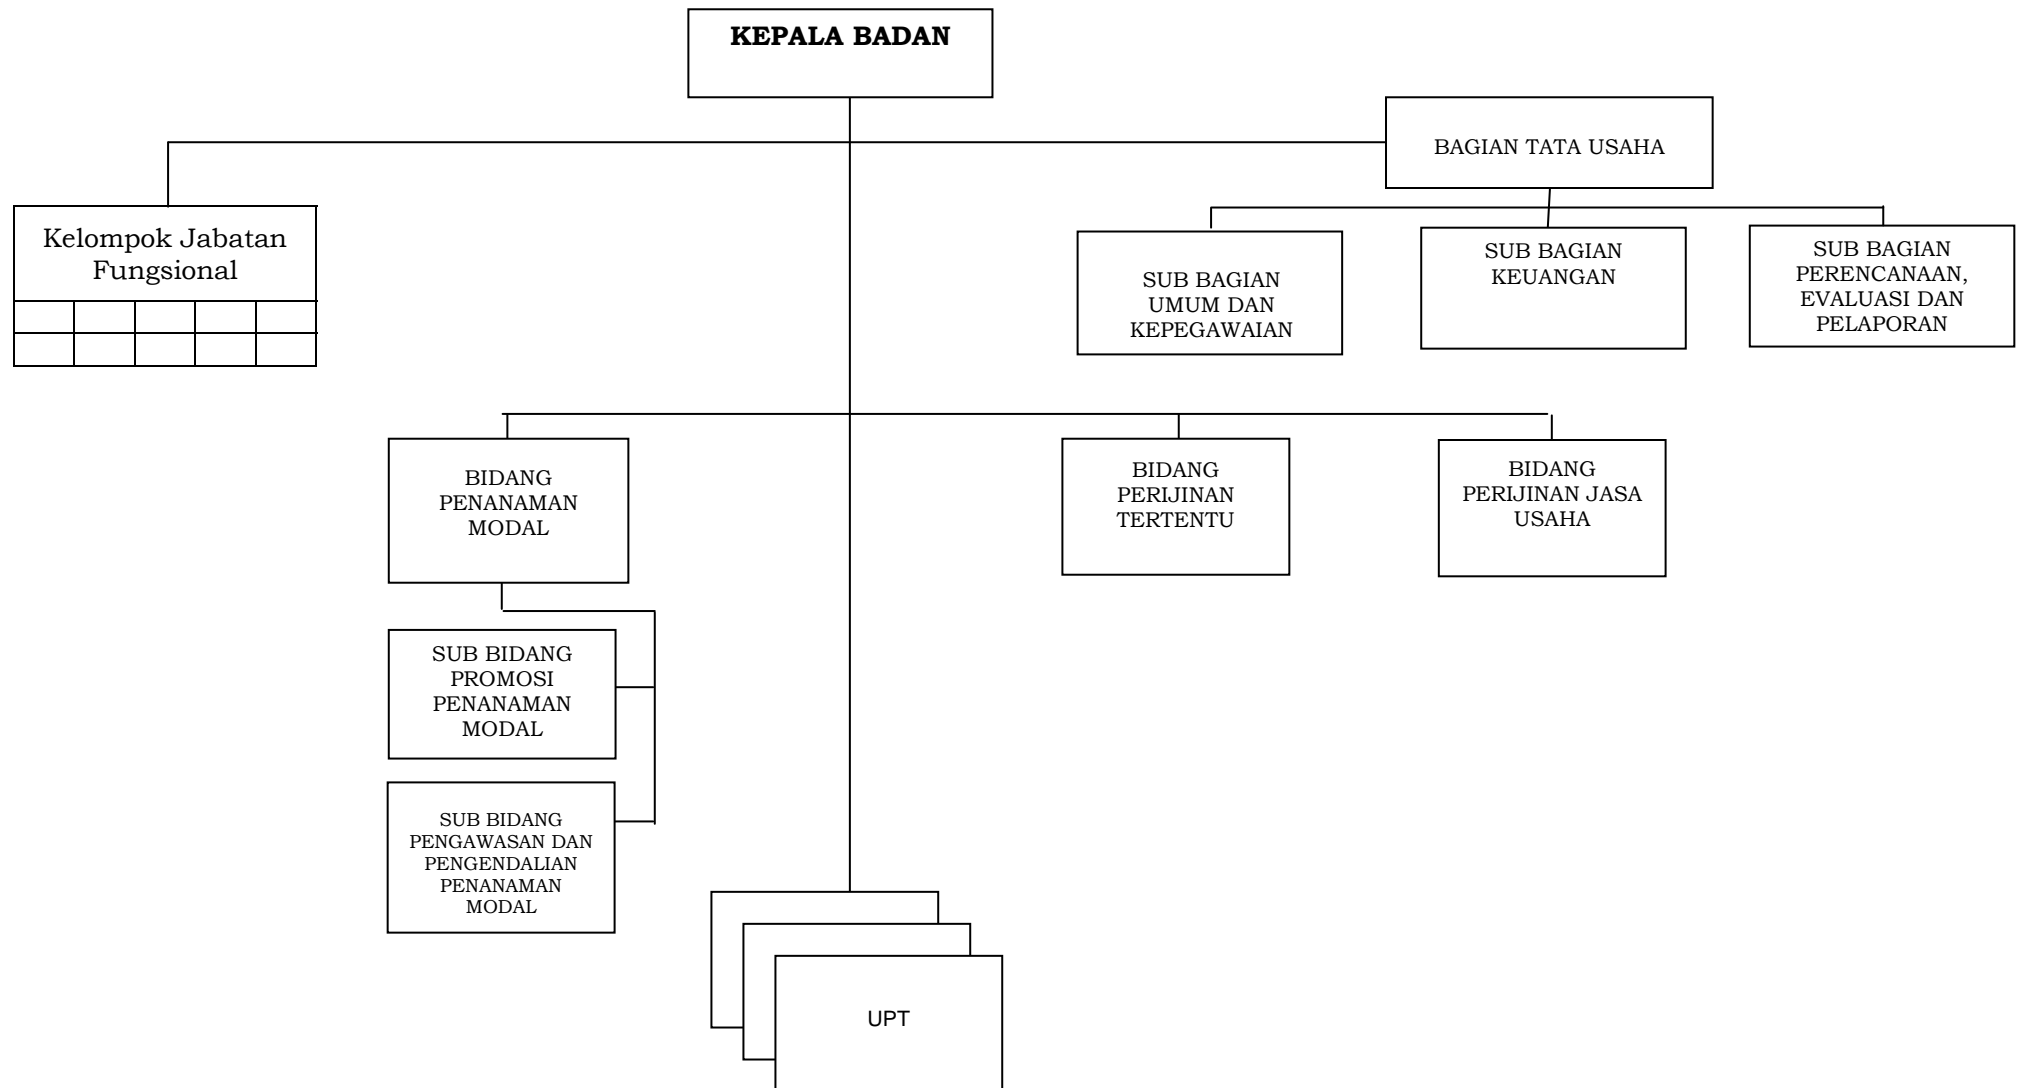 KEPALA BADAN
BAGIAN TATA USAHA
Kelompok Jabatan
Fungsional
SUB BAGIAN
UMUM DAN
KEPEGAWAIAN
SUB BAGIAN
KEUANGAN
SUB BAGIAN
PERENCANAAN,
EVALUASI DAN
PELAPORAN
BIDANG
PENANAMAN
MODAL
BIDANG
PERIJINAN
TERTENTU
BIDANG
PERIJINAN JASA
USAHA
SUB BIDANG
PROMOSI
PENANAMAN
MODAL
SUB BIDANG
PENGAWASAN DAN
PENGENDALIAN
PENANAMAN
MODAL
UPT